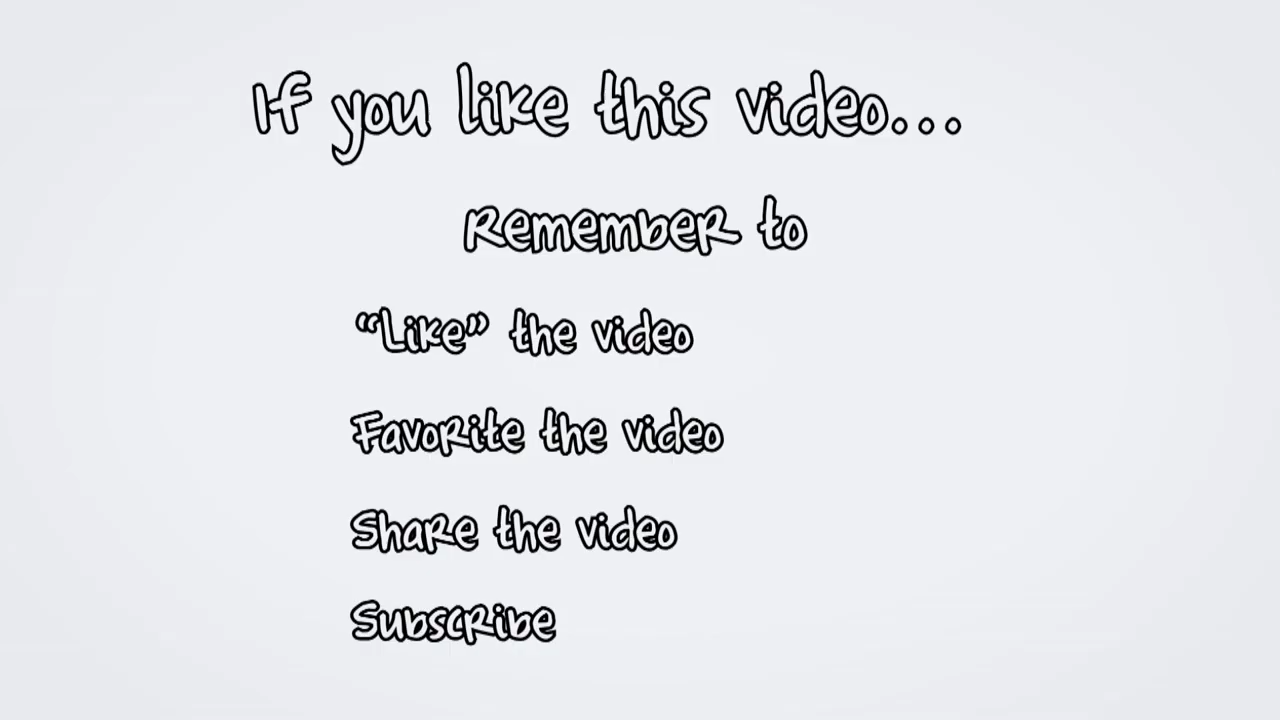 If you like this video...
Remember to
“Like” the video
Favorite the video
Share the video
Subscribe